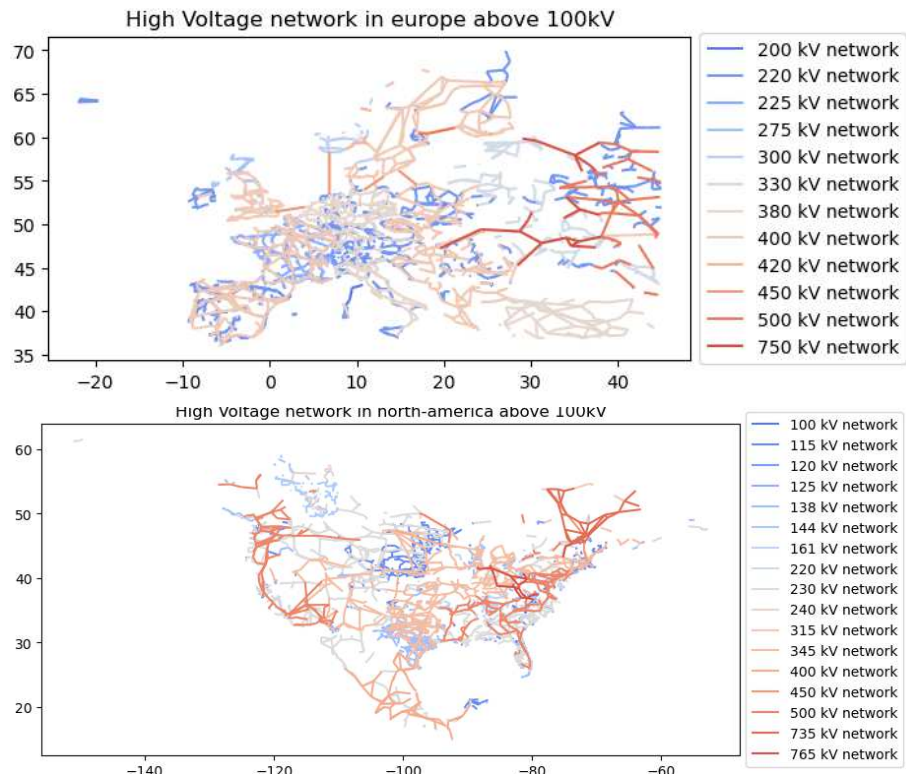 High Voltage network in europe above 100kV
70
65
60
55
50
45
40
35
−20
−10
0
10
20
30
40
200 kV network
220 kV network
225 kV network
275 kV network
300 kV network
330 kV network
380 kV network
400 kV network
420 kV network
450 kV network
500 kV network
750 kV network
High Voltage network in north-america above 100kV
60
50
40
30
20
−140
−120
−100
−80
−60
100 kV network
115 kV network
120 kV network
125 kV network
138 kV network
144 kV network
161 kV network
220 kV network
230 kV network
240 kV network
315 kV network
345 kV network
400 kV network
450 kV network
500 kV network
735 kV network
765 kV network